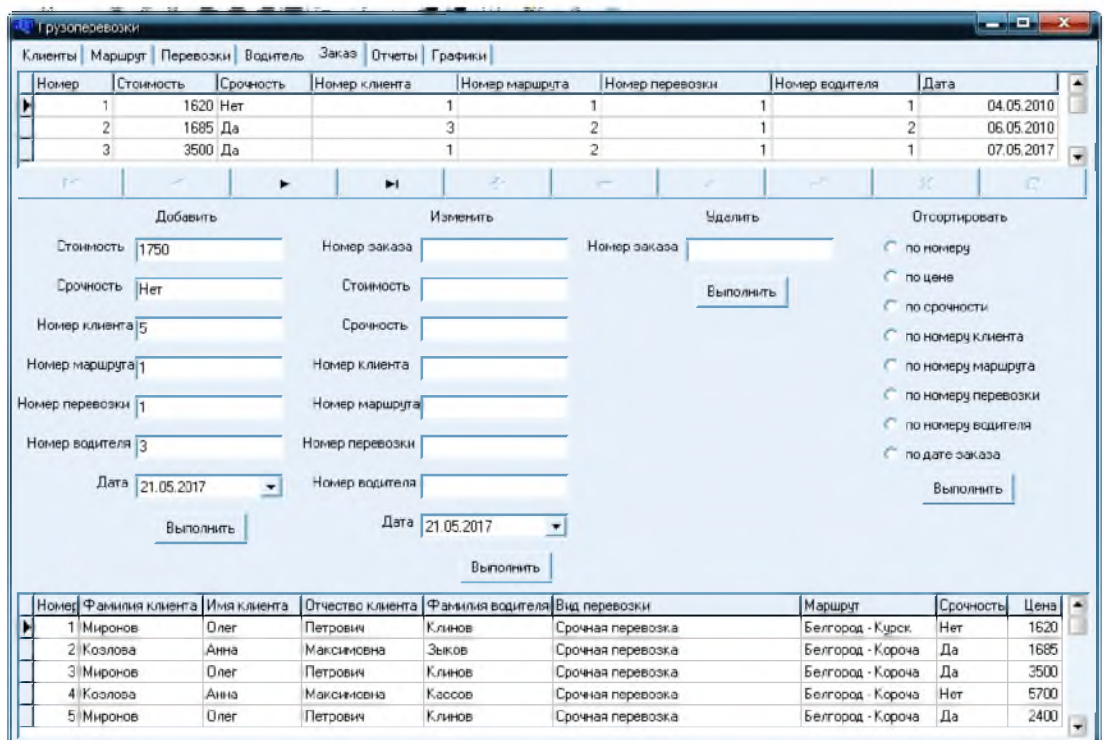 Грузоперевозки
Клиенты Маршрут Перевозки Водитель Заказ Отчеты Графики
Номер Стоимость Срочность Номер клиента Номер маршрута Номер перевозки Номер водителя Дата
1 1620 Нет 1 1 1 1 04.05.2010
2 1685 Да 3 2 1 2 06.05.2010
3 3500 Да 1 2 1 1 07.05.2017
Добавить Изменить Удалить Отсортировать
Стоимость 1750 Номер заказа Номер заказа по номеру
по цене
Срочность Нет Стоимость Выполнить
по срочности
Номер клиента 5 Срочность по номеру клиента
Номер маршрута 1 Номер клиента по номеру маршрута
Номер перевозки 1 Номер маршрута по номеру перевозки
по номеру водителя
Номер водителя 3 Номер перевозки
по дате заказа
Дата 21.05.2017 Номер водителя Выполнить
Выполнить Дата 21.05.2017
Выполнить
Номер Фамилия клиента Имя клиента Отчество клиента Фамилия водителя Вид перевозки Маршрут Срочность Цена
1 Миронов Олег Петрович Клинов Срочная перевозка Белгород - Курск Нет 1620
2 Козлова Анна Максимовна Зыков Срочная перевозка Белгород - Короча Да 1685
3 Миронов Олег Петрович Клинов Срочная перевозка Белгород - Короча Да 3500
4 Козлова Анна Максимовна Кассов Срочная перевозка Белгород - Короча Нет 5700
5 Миронов Олег Петрович Клинов Срочная перевозка Белгород - Короча Да 2400